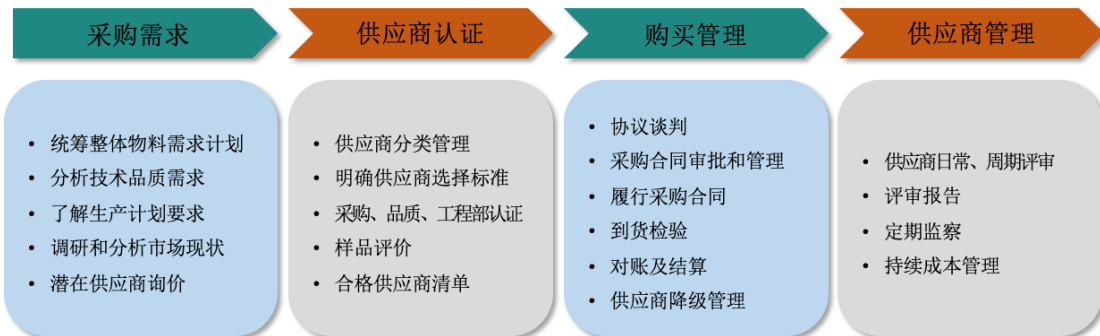 采购需求
供应商认证
购买管理
供应商管理
• 统筹整体物料需求计划
• 分析技术品质需求
• 了解生产计划要求
• 调研和分析市场现状
• 潜在供应商询价
• 供应商分类管理
• 明确供应商选择标准
• 采购、品质、工程部认证
• 样品评价
• 合格供应商清单
• 协议谈判
• 采购合同审批和管理
• 履行采购合同
• 到货检验
• 对账及结算
• 供应商降级管理
• 供应商日常、周期评审
• 评审报告
• 定期监察
• 持续成本管理